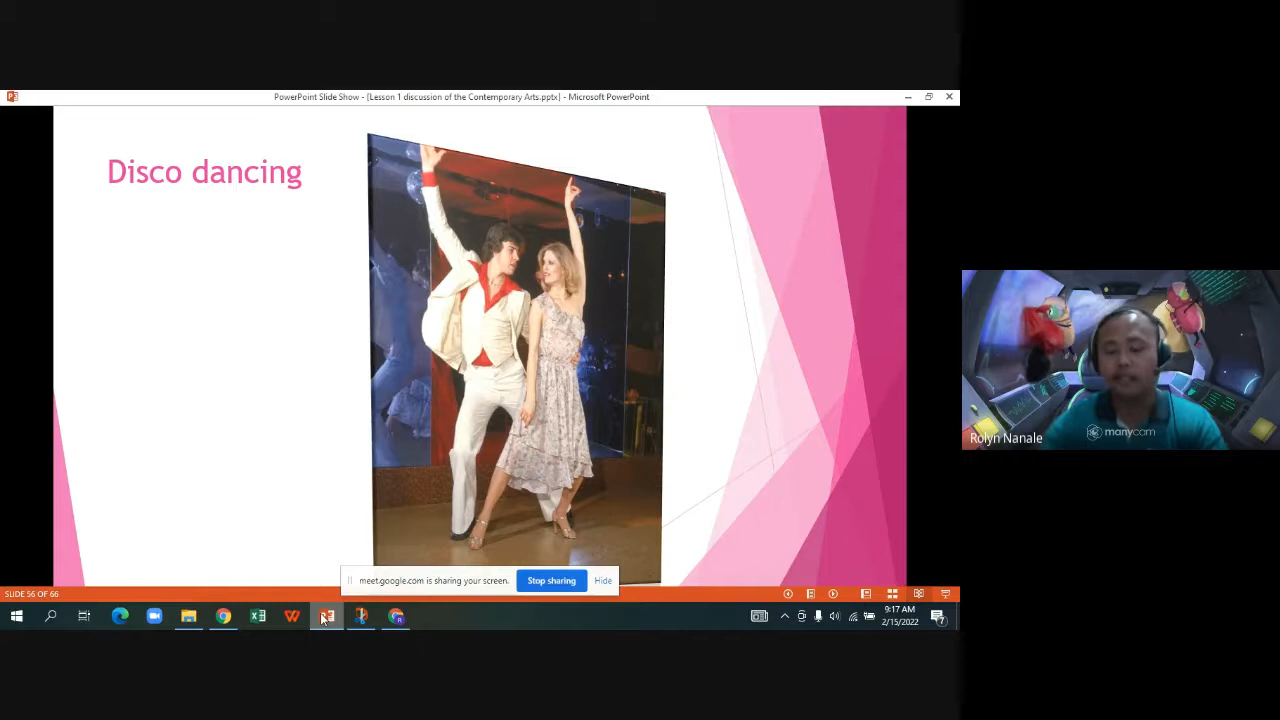 PowerPoint Slide Show - [Lesson 1 discussion of the Contemporary Arts.pptx] - Microsoft PowerPoint
Disco dancing
Rolyn Nanale
manycam
meet.google.com is sharing your screen.
Stop sharing
Hide
SLIDE 56 OF 66
9:17 AM
2/15/2022
7